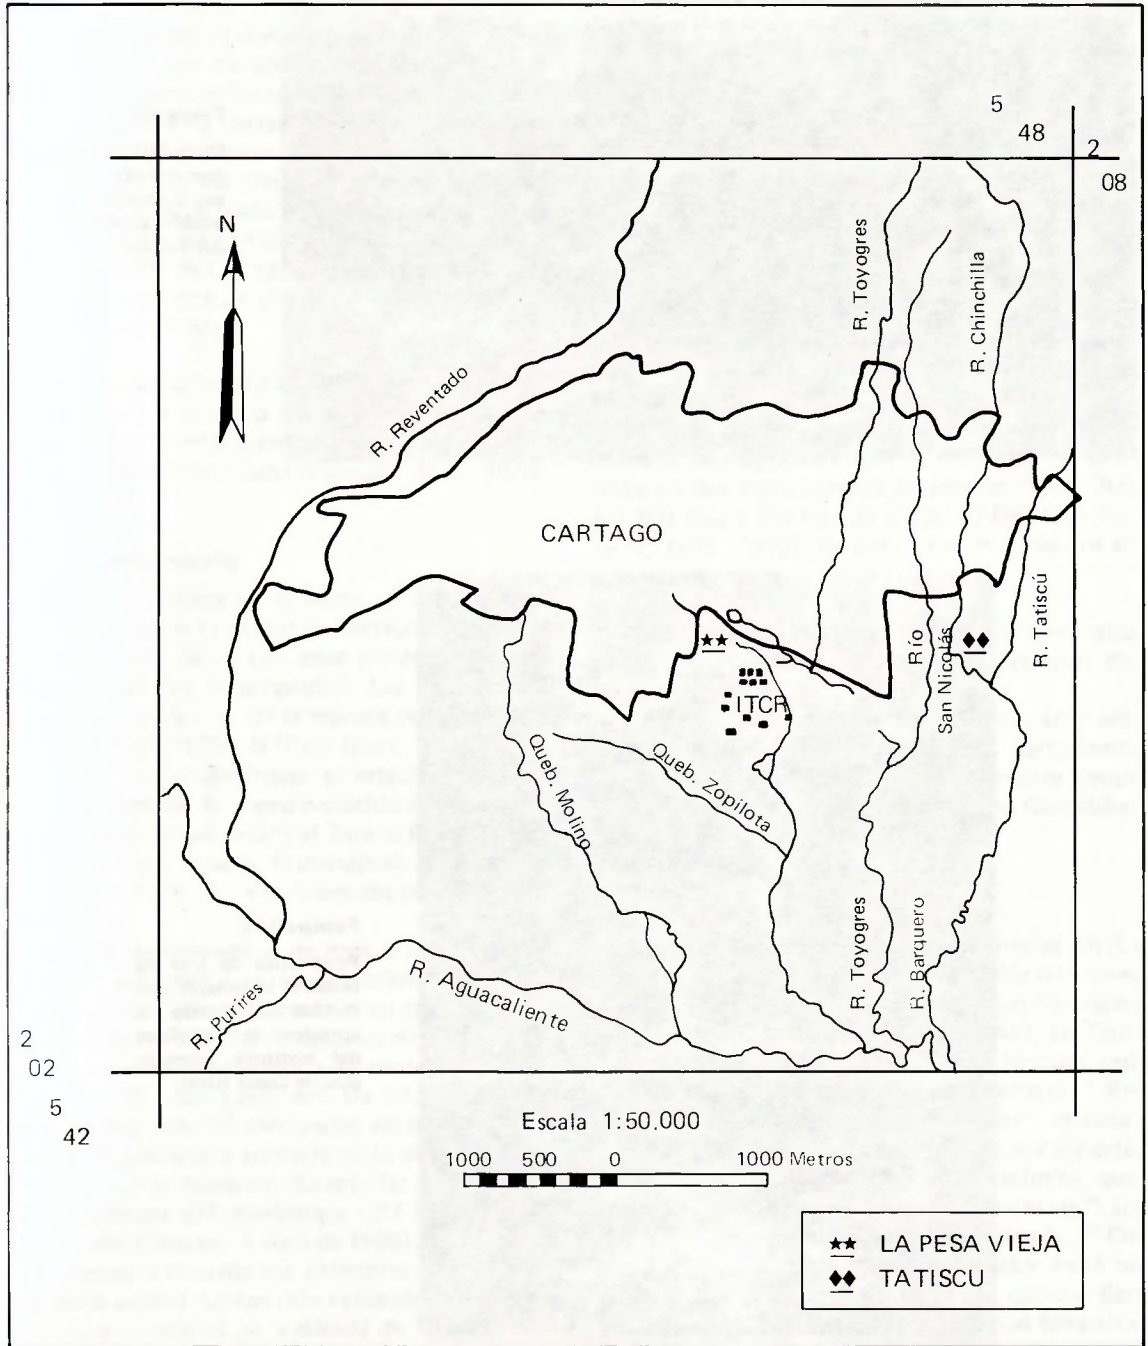 5
48
2
08
N
R. Toyogres
R. Chinchilla
R. Reventado
CARTAGO
R. Tatiscú
Río
San Nicolás
ITCR
Queb. Molino
Queb. Zopilota
R. Toyogres
R. Barquero
R. Aguacaliente
R. Purires
2
02
5
42
Escala 1:50.000
1000 500 0 1000 Metros
LA PESA VIEJA
TATISCU